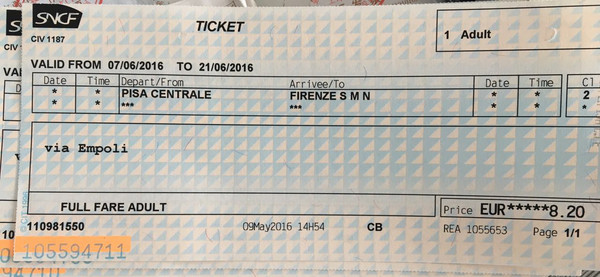 SNCF
CIV 1187
TICKET
1 Adult
VALID FROM 07/06/2016 TO 21/06/2016
Date Time Depart/From Arrivee/To Date Time Cl
* * PISA CENTRALE FIRENZE S M N * * 2
* * *** *** * * *
via Empoli
FULL FARE ADULT
Price EUR*****8.20
110981550 09May2016 14H54 CB REA 1055653 Page 1/1
105594711